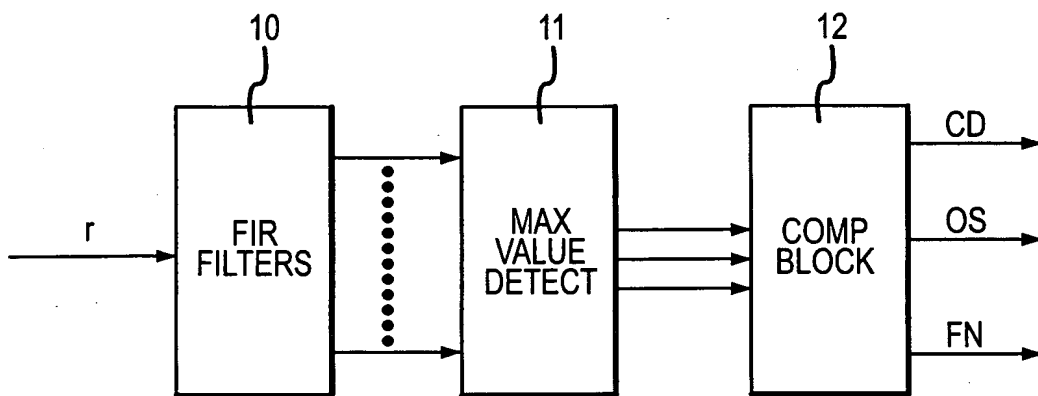 10
11
12
r
FIR
FILTERS
MAX
VALUE
DETECT
COMP
BLOCK
CD
OS
FN